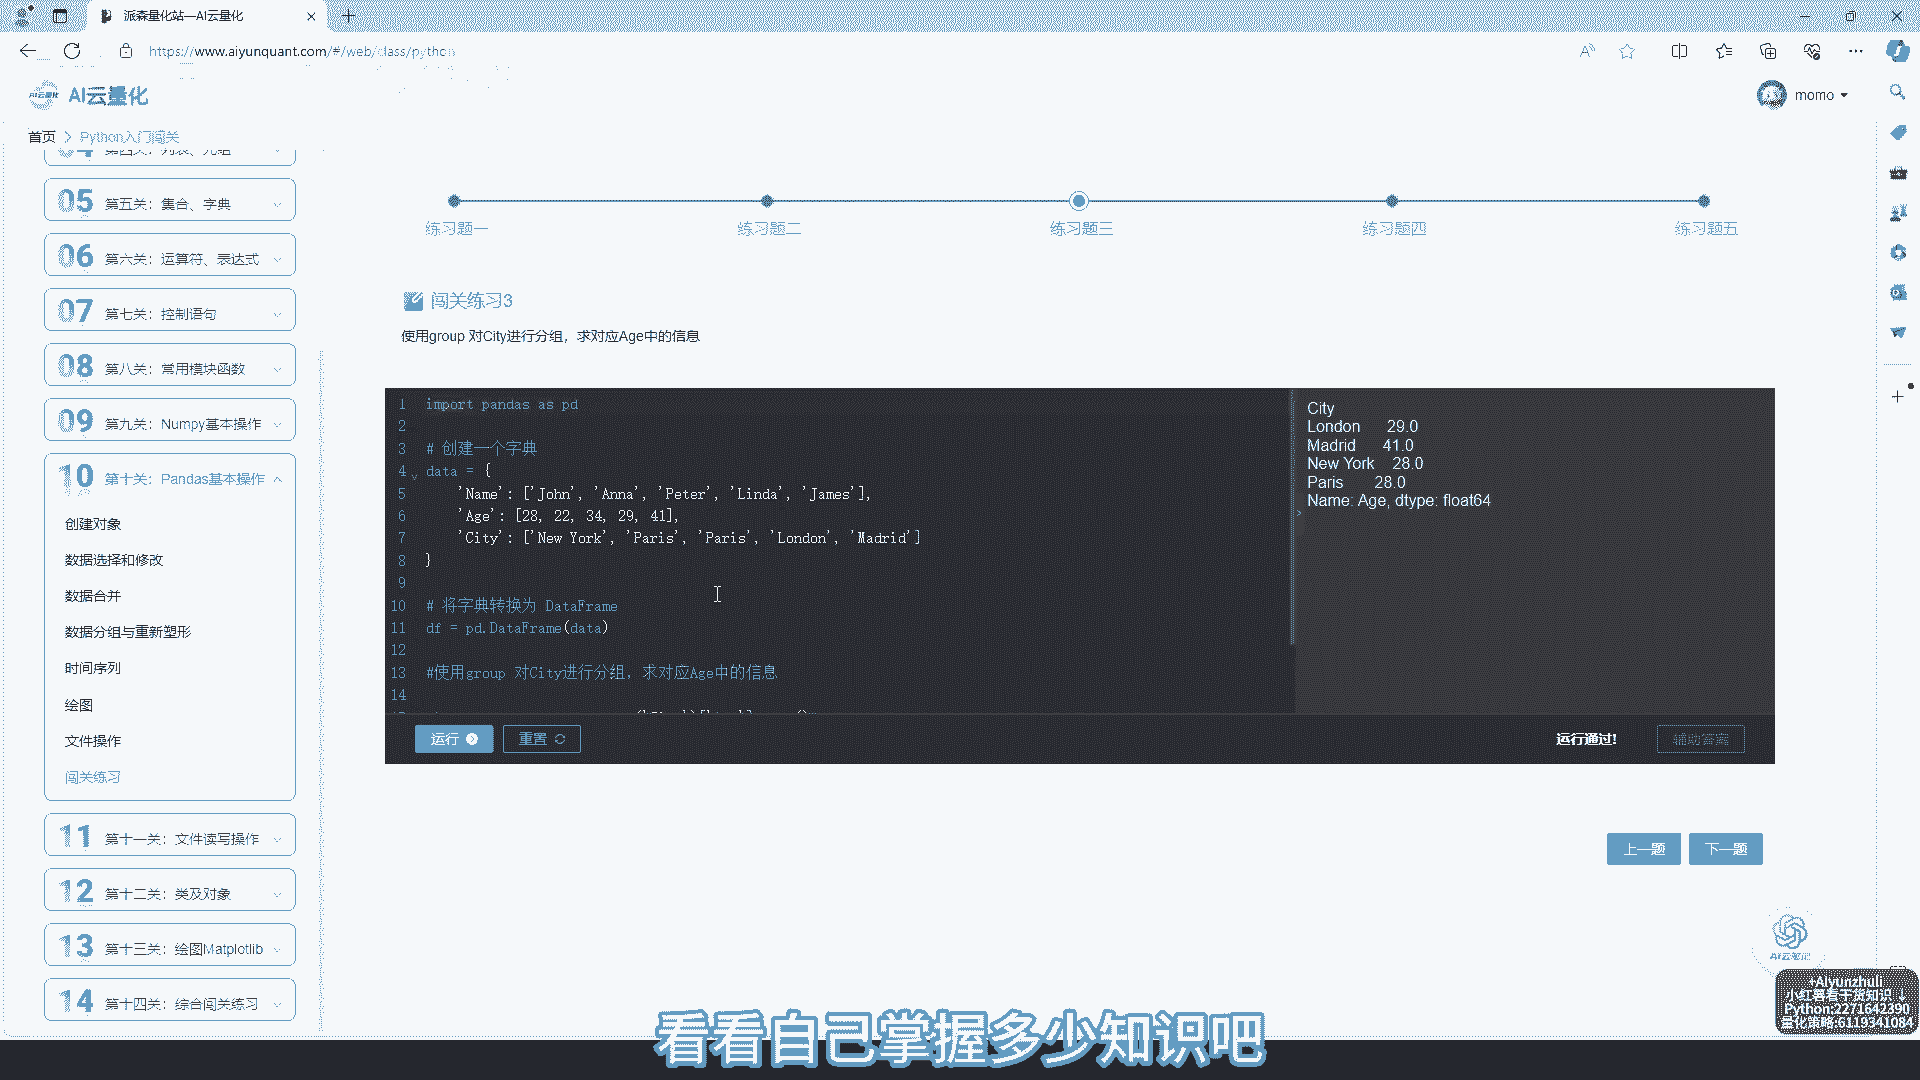 派森量化站—AI云量化
https://www.aiyunquant.com/#/web/class/python
AI云量化
momo
首页 > Python入门闯关
第四关：列表、元组
05 第五关：集合、字典
06 第六关：运算符、表达式
07 第七关：控制语句
08 第八关：常用模块函数
09 第九关：Numpy基本操作
10 第十关：Pandas基本操作
创建对象
数据选择和修改
数据合并
数据分组与重新塑形
时间序列
绘图
文件操作
闯关练习
11 第十一关：文件读写操作
12 第十二关：类及对象
13 第十三关：绘图Matplotlib
14 第十四关：综合闯关练习
练习题一
练习题二
练习题三
练习题四
练习题五
闯关练习3
使用group 对City进行分组，求对应Age中的信息
1 import pandas as pd
2
3 # 创建一个字典
4 data = {
5 'Name': ['John', 'Anna', 'Peter', 'Linda', 'James'],
6 'Age': [28, 22, 34, 29, 41],
7 'City': ['New York', 'Paris', 'Paris', 'London', 'Madrid']
8 }
9
10 # 将字典转换为 DataFrame
11 df = pd.DataFrame(data)
12
13 #使用group 对City进行分组，求对应Age中的信息
14
City
London 29.0
Madrid 41.0
New York 28.0
Paris 28.0
Name: Age, dtype: float64
>
运行
重置
运行通过!
辅助答案
上一题
下一题
AI云笔记
+Aiyunzhuli
小红薯看干货知识 ↓
Python:2271642390
量化策略:6119341084
看看自己掌握多少知识吧